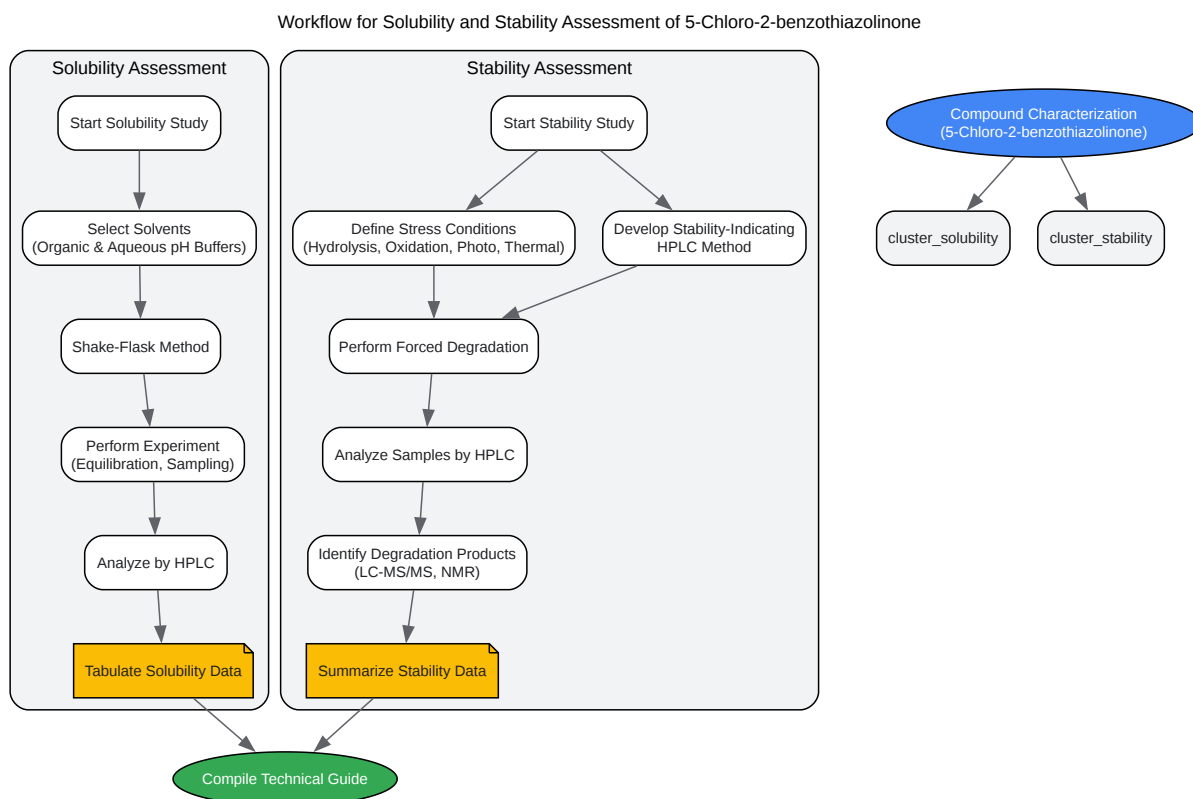 Workflow for Solubility and Stability Assessment of 5-Chloro-2-benzothiazolinone
Solubility Assessment
Start Solubility Study
Select Solvents
(Organic & Aqueous pH Buffers)
Shake-Flask Method
Perform Experiment
(Equilibration, Sampling)
Analyze by HPLC
Tabulate Solubility Data
Stability Assessment
Start Stability Study
Define Stress Conditions
(Hydrolysis, Oxidation, Photo, Thermal)
Develop Stability-Indicating
HPLC Method
Perform Forced Degradation
Analyze Samples by HPLC
Identify Degradation Products
(LC-MS/MS, NMR)
Summarize Stability Data
Compile Technical Guide
Compound Characterization
(5-Chloro-2-benzothiazolinone)
cluster_solubility
cluster_stability